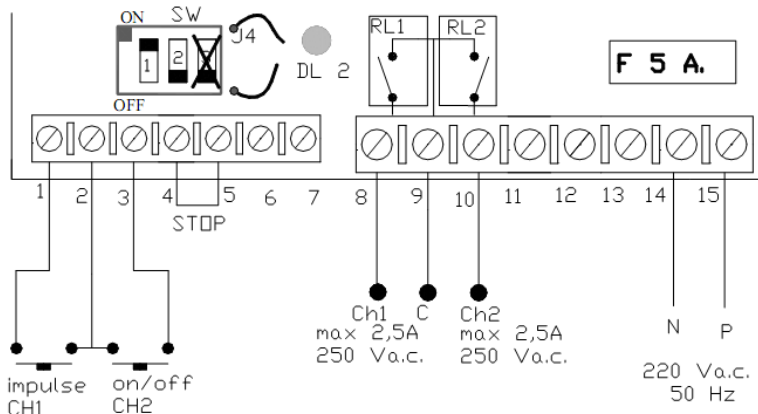 ON SW
J4
1 2
OFF
DL 2
RL1 RL2
F 5 A.
1 2 3 4 5 6 7 8 9 10 11 12 13 14 15
STOP
Ch1 C Ch2
max 2,5A max 2,5A
250 Va.c. 250 Va.c.
N P
220 Va.c.
50 Hz
impulse on/off
CH1 CH2